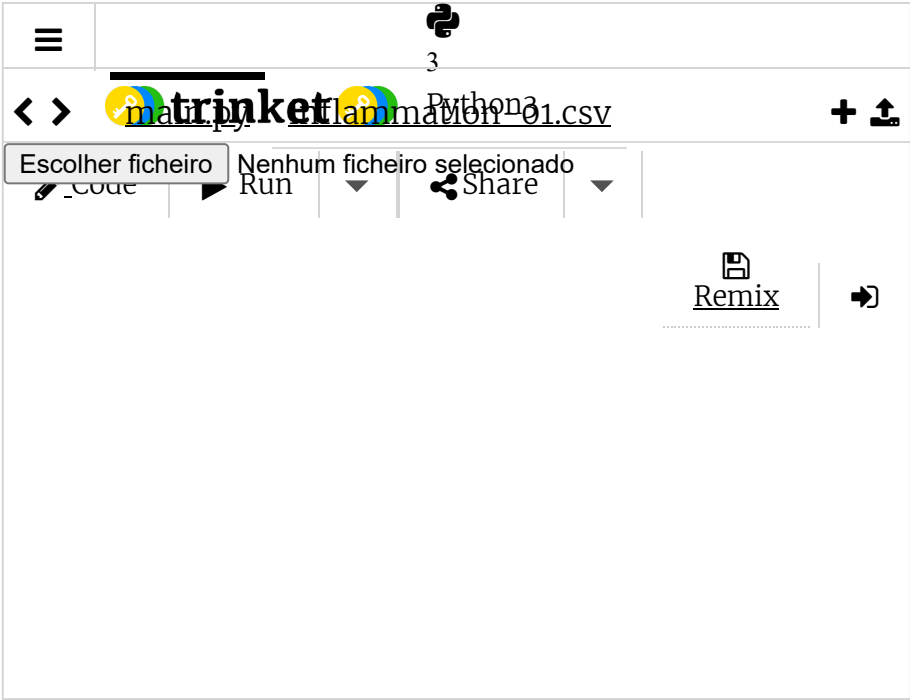 3
Python3
trinket
main.py inflammation-01.csv
Escolher ficheiro Nenhum ficheiro selecionado
Code Run Share
Remix